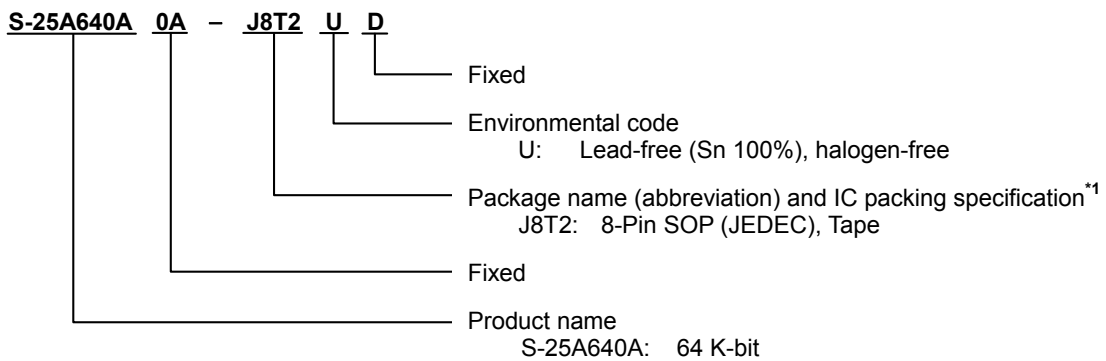 S-25A640A 0A – J8T2 U D
Fixed
Environmental code
U: Lead-free (Sn 100%), halogen-free
Package name (abbreviation) and IC packing specification*1
J8T2: 8-Pin SOP (JEDEC), Tape
Fixed
Product name
S-25A640A: 64 K-bit